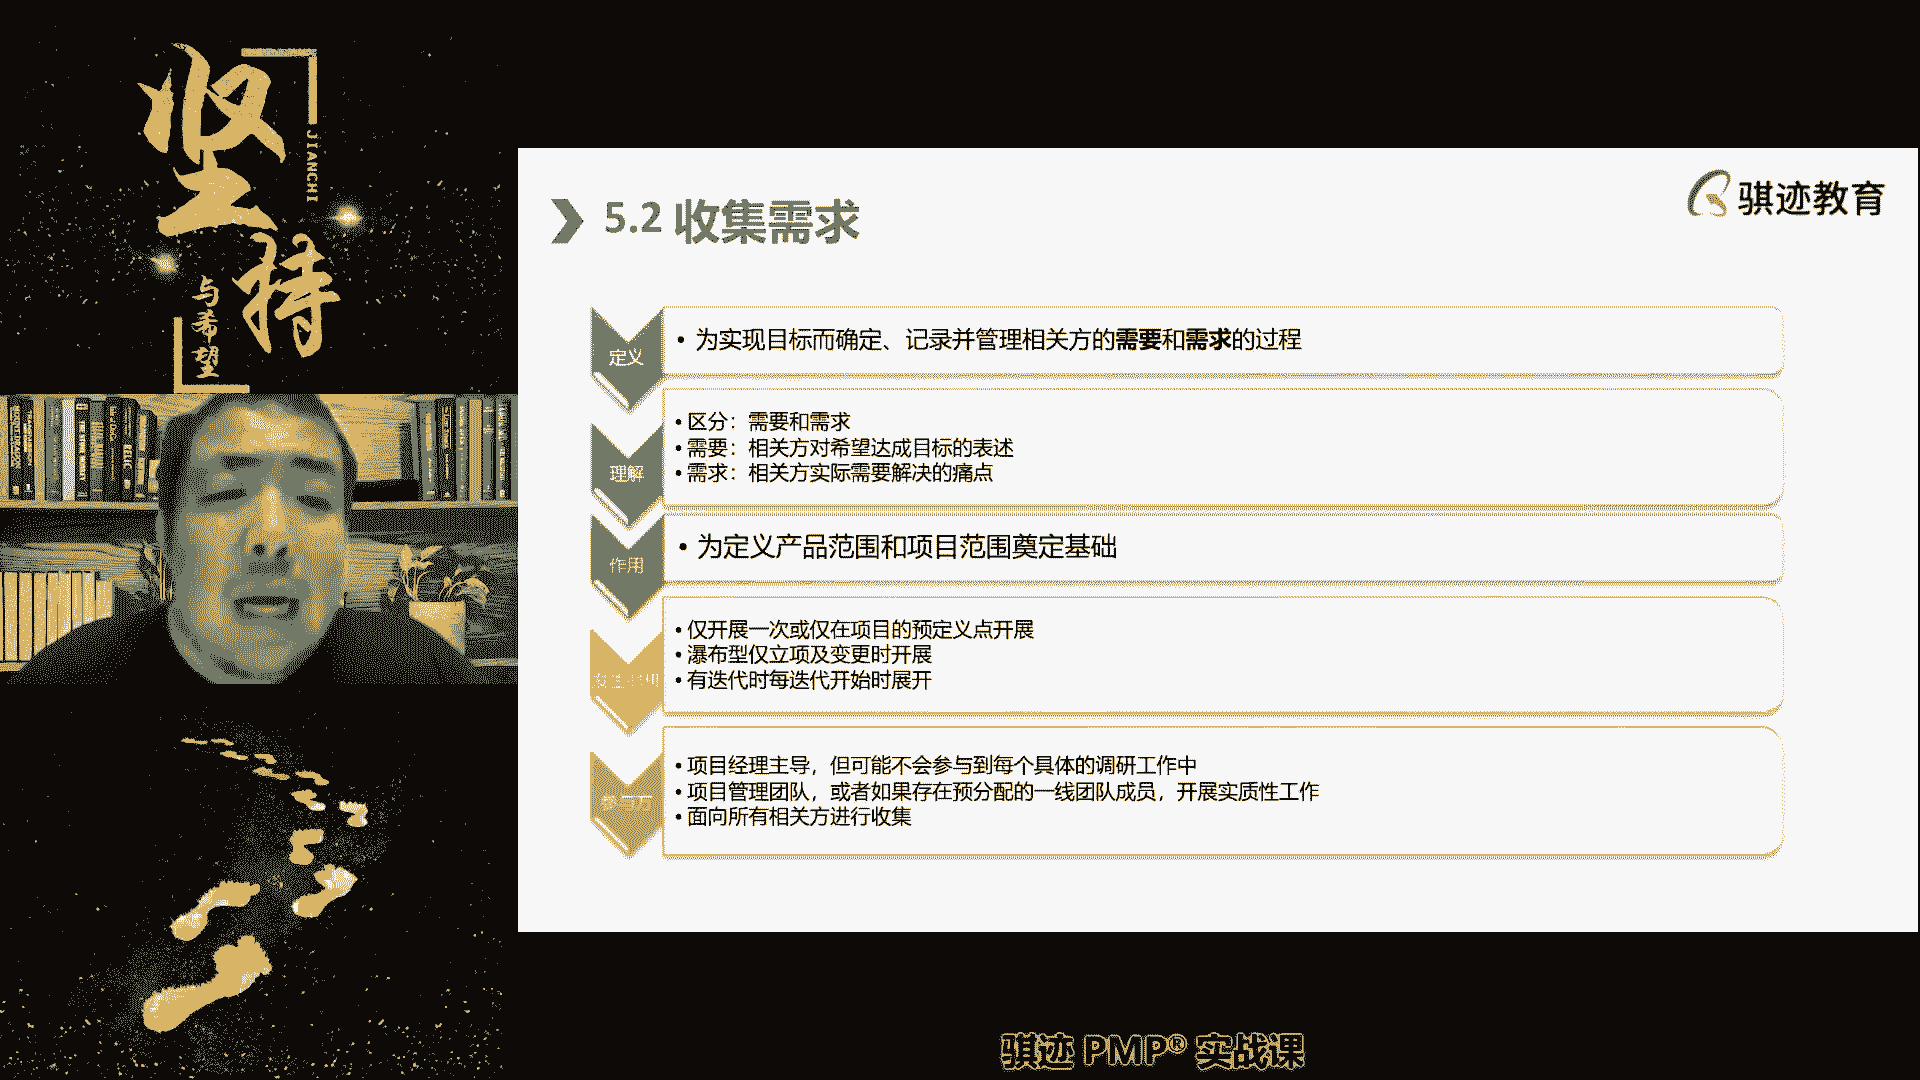 坚持
JIANCHI
与希望
5.2 收集需求
骐迹教育
定义
• 为实现目标而确定、记录并管理相关方的需要和需求的过程
理解
• 区分：需要和需求
• 需要：相关方对希望达成目标的表述
• 需求：相关方实际需要解决的痛点
作用
• 为定义产品范围和项目范围奠定基础
• 仅开展一次或仅在项目的预定义点开展
• 瀑布型仅立项及变更时开展
• 有迭代时每迭代开始时展开
• 项目经理主导，但可能不会参与到每个具体的调研工作中
• 项目管理团队，或者如果存在预分配的一线团队成员，开展实质性工作
• 面向所有相关方进行收集
骐迹 PMP® 实战课